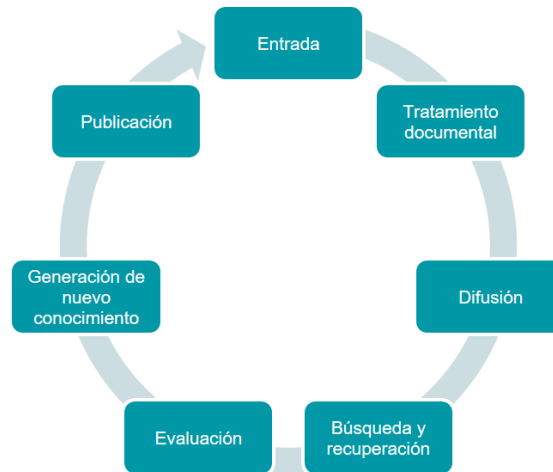 Entrada
Tratamiento
documental
Difusión
Búsqueda y
recuperación
Evaluación
Generación de
nuevo
conocimiento
Publicación